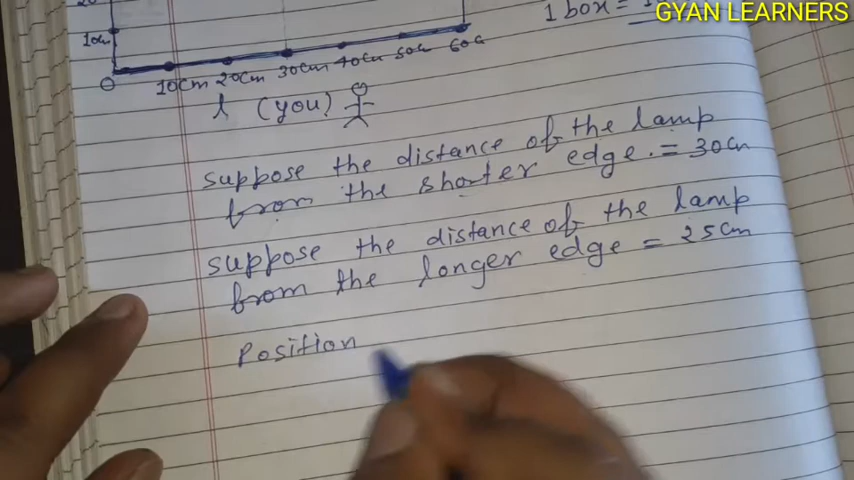 GYAN LEARNERS
1 box =
10cm
0
10cm 20cm 30cm 40cm 50cm 60cm
(you)
suppose the distance of the lamp
from the shorter edge. = 30cm
suppose the distance of the lamp
from the longer edge = 25cm
Position